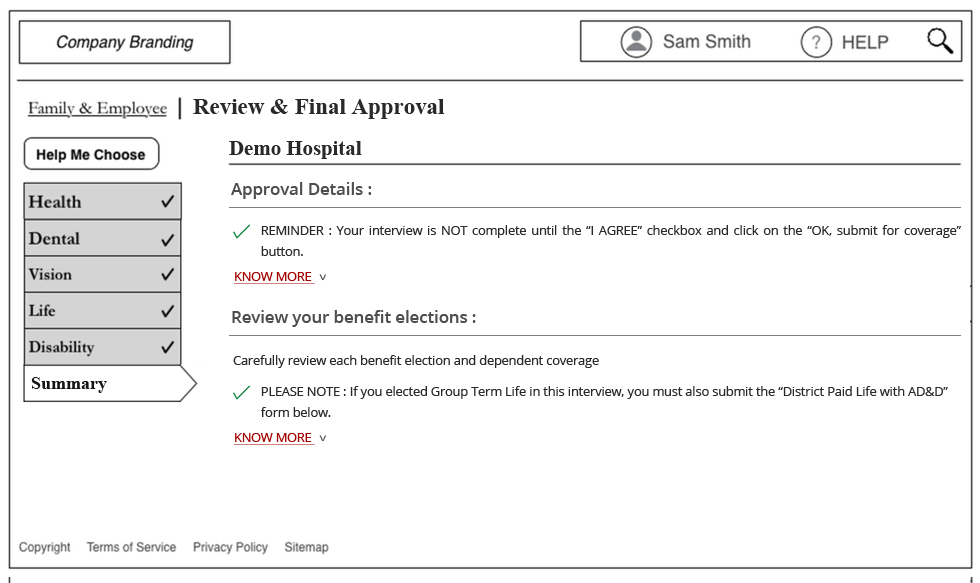 Company Branding
Sam Smith
? HELP
Family & Employee | Review & Final Approval
Help Me Choose
Demo Hospital
Health
Dental
Vision
Life
Disability
Summary
Approval Details :
REMINDER : Your interview is NOT complete until the “I AGREE” checkbox and click on the “OK, submit for coverage”
button.
KNOW MORE
Review your benefit elections :
Carefully review each benefit election and dependent coverage
PLEASE NOTE : If you elected Group Term Life in this interview, you must also submit the “District Paid Life with AD&D”
form below.
KNOW MORE
Copyright Terms of Service Privacy Policy Sitemap